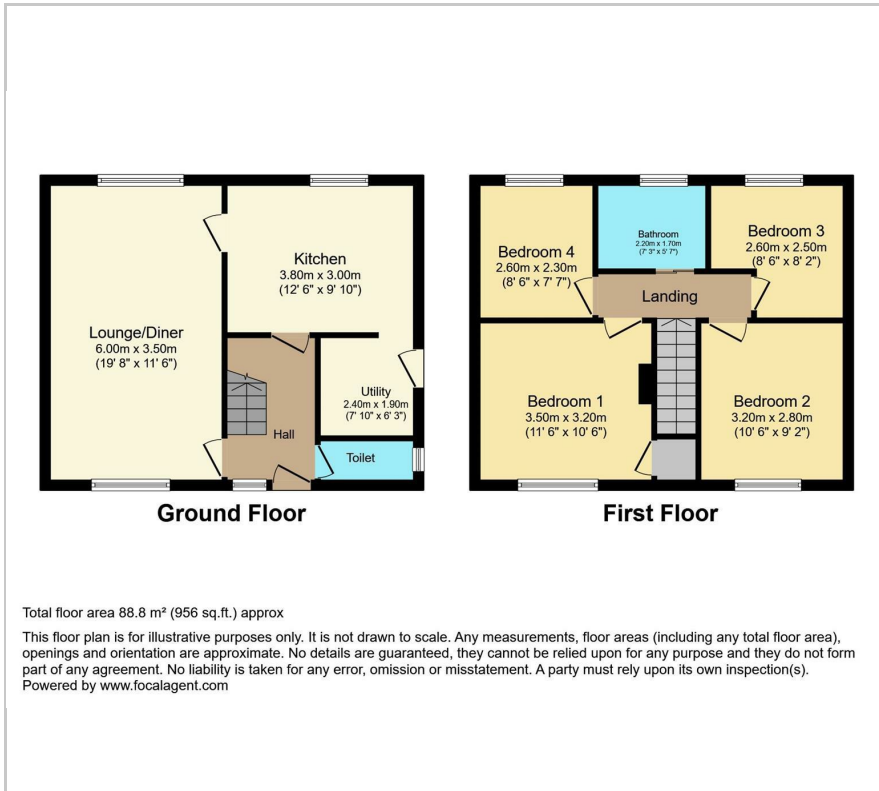 Lounge/Diner
6.00m x 3.50m
(19' 8" x 11' 6")
Kitchen
3.80m x 3.00m
(12' 6" x 9' 10")
Utility
2.40m x 1.90m
(7' 10" x 6' 3")
Hall
Toilet
Ground Floor
Bedroom 4
2.60m x 2.30m
(8' 6" x 7' 7")
Bathroom
2.20m x 1.70m
(7' 3" x 5' 7")
Bedroom 3
2.60m x 2.50m
(8' 6" x 8' 2")
Landing
Bedroom 1
3.50m x 3.20m
(11' 6" x 10' 6")
Bedroom 2
3.20m x 2.80m
(10' 6" x 9' 2")
First Floor
Total floor area 88.8 m² (956 sq.ft.) approx
This floor plan is for illustrative purposes only. It is not drawn to scale. Any measurements, floor areas (including any total floor area),
openings and orientation are approximate. No details are guaranteed, they cannot be relied upon for any purpose and they do not form
part of any agreement. No liability is taken for any error, omission or misstatement. A party must rely upon its own inspection(s).
Powered by www.focalagent.com